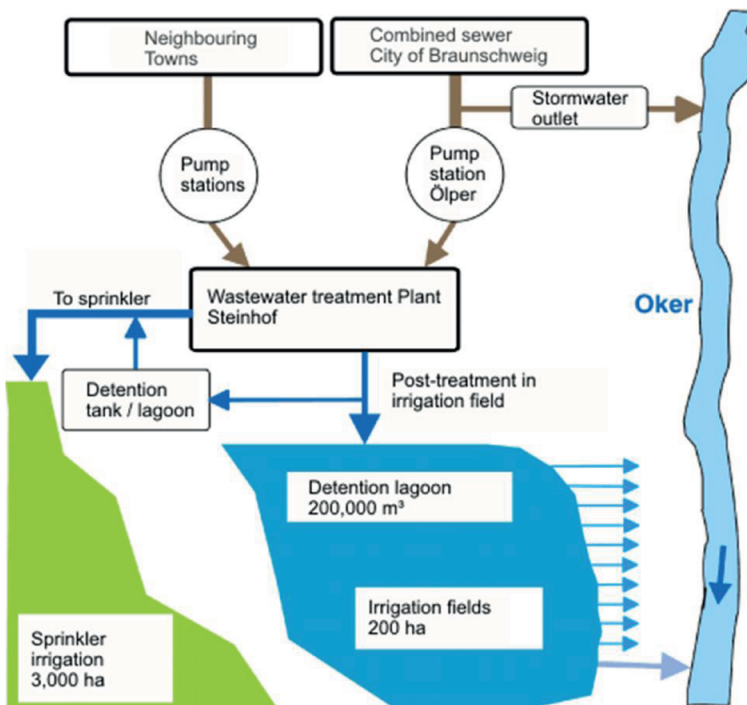 Neighbouring
Towns
Combined sewer
City of Braunschweig
Stormwater
outlet
Pump
stations
Pump
station
Ölper
To sprinkler
Wastewater treatment Plant
Steinhof
Oker
Detention
tank / lagoon
Post-treatment in
irrigation field
Detention lagoon
200,000 m³
Irrigation fields
200 ha
Sprinkler
irrigation
3,000 ha